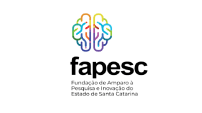 fapesc
Fundação de Amparo à
Pesquisa e Inovação do
Estado de Santa Catarina